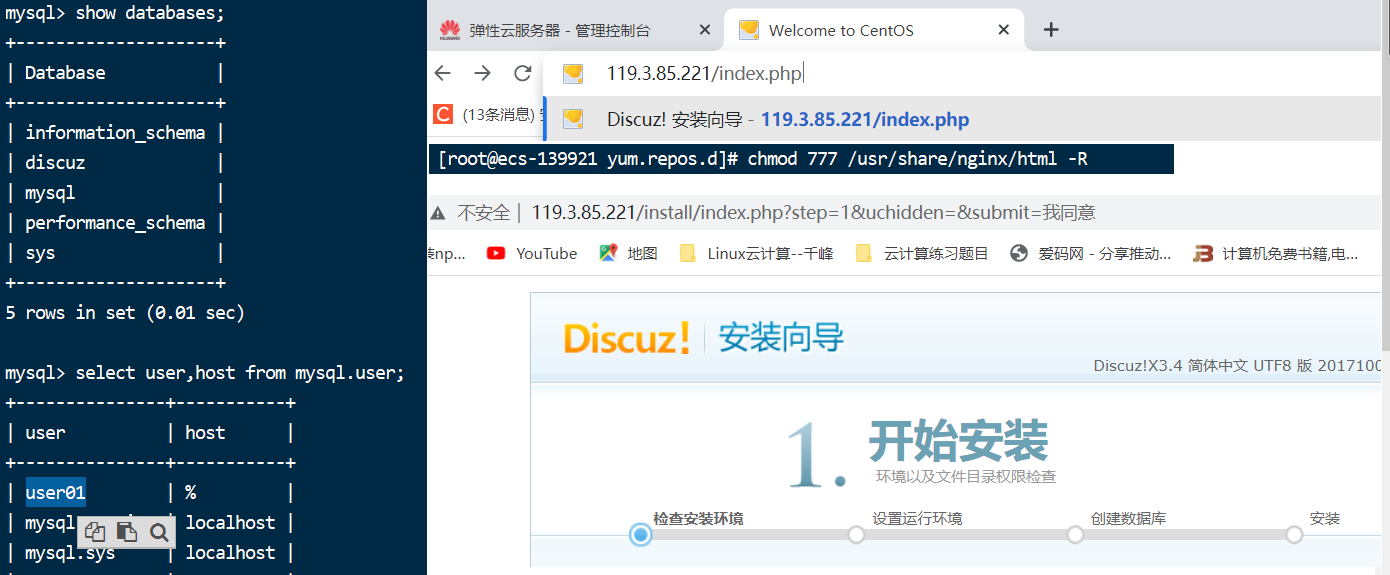 mysql> show databases;
+--------------------+
| Database           |
+--------------------+
| information_schema |
| discuz             |
| mysql              |
| performance_schema |
| sys                |
+--------------------+
5 rows in set (0.01 sec)
mysql> select user,host from mysql.user;
+---------------+-----------+
| user          | host      |
+---------------+-----------+
| user01        | %         |
| mysql | localhost |
| mysql.sys     | localhost |
弹性云服务器 - 管理控制台
Welcome to CentOS
119.3.85.221/index.php
(13条消息)
Discuz! 安装向导 - 119.3.85.221/index.php
[root@ecs-139921 yum.repos.d]# chmod 777 /usr/share/nginx/html -R
不安全 | 119.3.85.221/install/index.php?step=1&uchidden=&submit=我同意
np... YouTube 地图 Linux云计算--千峰 云计算练习题目 爱码网 - 分享推动... 计算机免费书籍,电...
Discuz! 安装向导
Discuz!X3.4 简体中文 UTF8 版 2017100
1. 开始安装
环境以及文件目录权限检查
检查安装环境 设置运行环境 创建数据库 安装